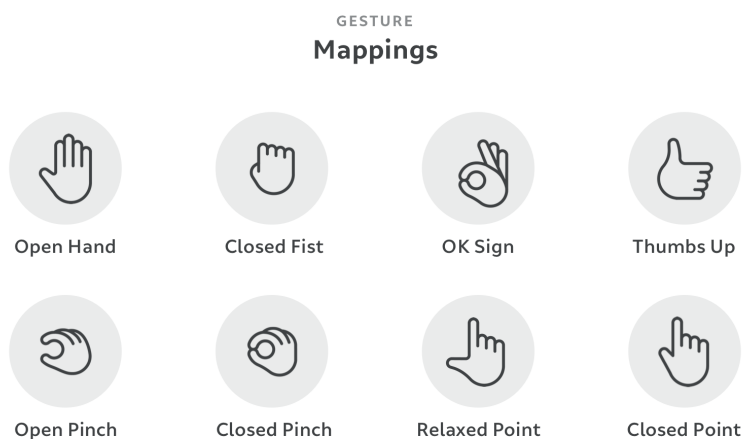 GESTURE
Mappings
Open Hand
Closed Fist
OK Sign
Thumbs Up
Open Pinch
Closed Pinch
Relaxed Point
Closed Point